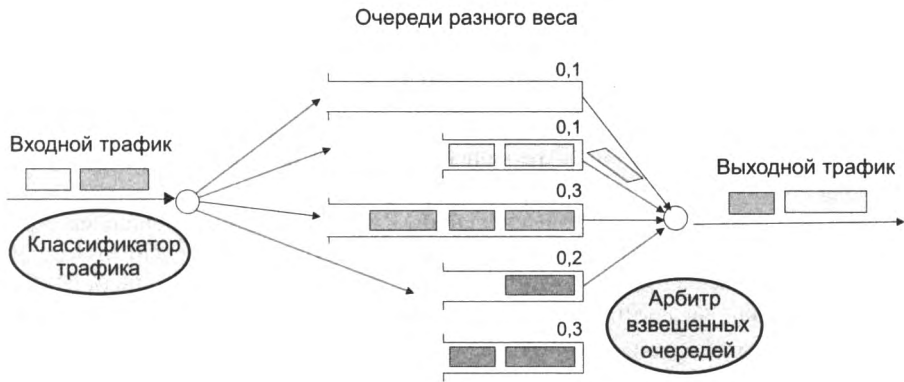 Очереди разного веса
0,1
0,1
Входной трафик
Выходной трафик
0,3
Классификатор
трафика
0,2
Арбитр
взвешенных
очередей
0,3